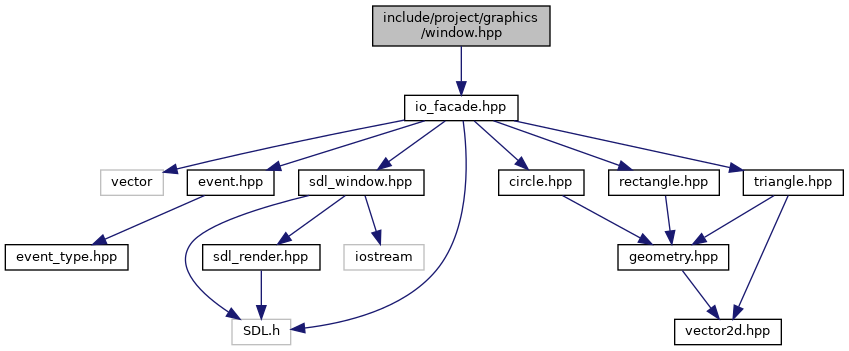 include/project/graphics
/window.hpp
io_facade.hpp
vector
event.hpp
sdl_window.hpp
circle.hpp
rectangle.hpp
triangle.hpp
event_type.hpp
sdl_render.hpp
iostream
geometry.hpp
SDL.h
vector2d.hpp